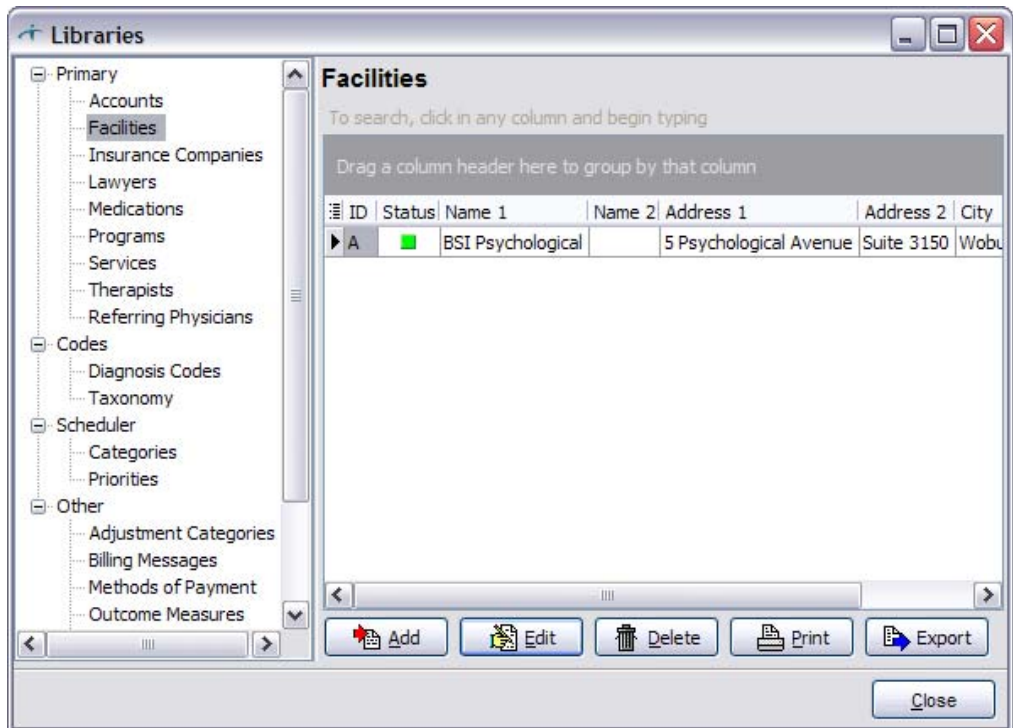 Libraries
Primary
Accounts
Facilities
Insurance Companies
Lawyers
Medications
Programs
Services
Therapists
Referring Physicians
Codes
Diagnosis Codes
Taxonomy
Scheduler
Categories
Priorities
Other
Adjustment Categories
Billing Messages
Methods of Payment
Outcome Measures
Facilities
To search, click in any column and begin typing
Drag a column header here to group by that column
ID Status Name 1 Name 2 Address 1 Address 2 City
A BSI Psychological 5 Psychological Avenue Suite 3150 Wobu
Add Edit Delete Print Export
Close